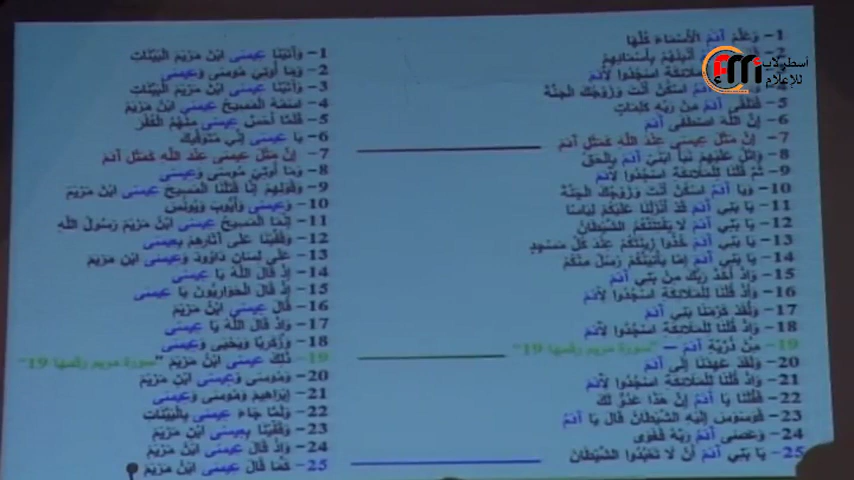 1- وَعَلَّمَ آدَمَ الْأَسْمَاءَ كُلَّهَا
2- أَنْبِئْهُمْ بِأَسْمَائِهِمْ
اسْجُدُوا لِآدَمَ
4- اسْكُنْ أَنْتَ وَزَوْجُكَ الْجَنَّةَ
5- فَتَلَقَّى آدَمُ مِنْ رَبِّهِ كَلِمَاتٍ
6- إِنَّ اللَّهَ اصْطَفَى آدَمَ
7- إِنَّ مَثَلَ عِيسَى عِنْدَ اللَّهِ كَمَثَلِ آدَمَ
8- وَاتْلُ عَلَيْهِمْ نَبَأَ ابْنَيْ آدَمَ بِالْحَقِّ
9- ثُمَّ قُلْنَا لِلْمَلَائِكَةِ اسْجُدُوا لِآدَمَ
10- وَيَا آدَمُ اسْكُنْ أَنْتَ وَزَوْجُكَ الْجَنَّةَ
11- يَا بَنِي آدَمَ قَدْ أَنْزَلْنَا عَلَيْكُمْ لِبَاسًا
12- يَا بَنِي آدَمَ لَا يَفْتِنَنَّكُمُ الشَّيْطَانُ
13- يَا بَنِي آدَمَ خُذُوا زِينَتَكُمْ عِنْدَ كُلِّ مَسْجِدٍ
14- يَا بَنِي آدَمَ إِمَّا يَأْتِيَنَّكُمْ رُسُلٌ مِنْكُمْ
15- وَإِذْ أَخَذَ رَبُّكَ مِنْ بَنِي آدَمَ
16- وَإِذْ قُلْنَا لِلْمَلَائِكَةِ اسْجُدُوا لِآدَمَ
17- وَلَقَدْ كَرَّمْنَا بَنِي آدَمَ
18- وَإِذْ قُلْنَا لِلْمَلَائِكَةِ اسْجُدُوا لِآدَمَ
19- مِنْ ذُرِّيَّةِ آدَمَ – "سورة مريم رقمها 19"
20- وَلَقَدْ عَهِدْنَا إِلَى آدَمَ
21- وَإِذْ قُلْنَا لِلْمَلَائِكَةِ اسْجُدُوا لِآدَمَ
22- فَقُلْنَا يَا آدَمُ إِنَّ هَذَا عَدُوٌّ لَكَ
23- فَوَسْوَسَ إِلَيْهِ الشَّيْطَانُ قَالَ يَا آدَمُ
24- وَعَصَى آدَمُ رَبَّهُ فَغَوَى
25- يَا بَنِي آدَمَ أَنْ لَا تَعْبُدُوا الشَّيْطَانَ
1- وَآتَيْنَا عِيسَى ابْنَ مَرْيَمَ الْبَيِّنَاتِ
2- وَمَا أُوتِيَ مُوسَى وَعِيسَى
3- وَآتَيْنَا عِيسَى ابْنَ مَرْيَمَ الْبَيِّنَاتِ
4- اسْمُهُ الْمَسِيحُ عِيسَى ابْنُ مَرْيَمَ
5- فَلَمَّا أَحَسَّ عِيسَى مِنْهُمُ الْكُفْرَ
6- يَا عِيسَى إِنِّي مُتَوَفِّيكَ
7- إِنَّ مَثَلَ عِيسَى عِنْدَ اللَّهِ كَمَثَلِ آدَمَ
8- وَمَا أُوتِيَ مُوسَى وَعِيسَى
9- وَقَوْلِهِمْ إِنَّا قَتَلْنَا الْمَسِيحَ عِيسَى ابْنَ مَرْيَمَ
10- وَعِيسَى وَأَيُّوبَ وَيُونُسَ
11- إِنَّمَا الْمَسِيحُ عِيسَى ابْنُ مَرْيَمَ رَسُولُ اللَّهِ
12- وَقَفَّيْنَا عَلَى آثَارِهِمْ بِعِيسَى
13- عَلَى لِسَانِ دَاوُودَ وَعِيسَى ابْنِ مَرْيَمَ
14- إِذْ قَالَ اللَّهُ يَا عِيسَى
15- إِذْ قَالَ الْحَوَارِيُّونَ يَا عِيسَى
16- قَالَ عِيسَى ابْنُ مَرْيَمَ
17- وَإِذْ قَالَ اللَّهُ يَا عِيسَى
18- وَزَكَرِيَّا وَيَحْيَى وَعِيسَى
19- ذَلِكَ عِيسَى ابْنُ مَرْيَمَ "سورة مريم رقمها 19"
20- وَمُوسَى وَعِيسَى ابْنِ مَرْيَمَ
21- إِبْرَاهِيمَ وَمُوسَى وَعِيسَى
22- وَلَمَّا جَاءَ عِيسَى بِالْبَيِّنَاتِ
23- وَقَفَّيْنَا بِعِيسَى ابْنِ مَرْيَمَ
24- وَإِذْ قَالَ عِيسَى ابْنُ مَرْيَمَ
25- كَمَا قَالَ عِيسَى ابْنُ مَرْيَمَ
أسطرلاب
للإعلام